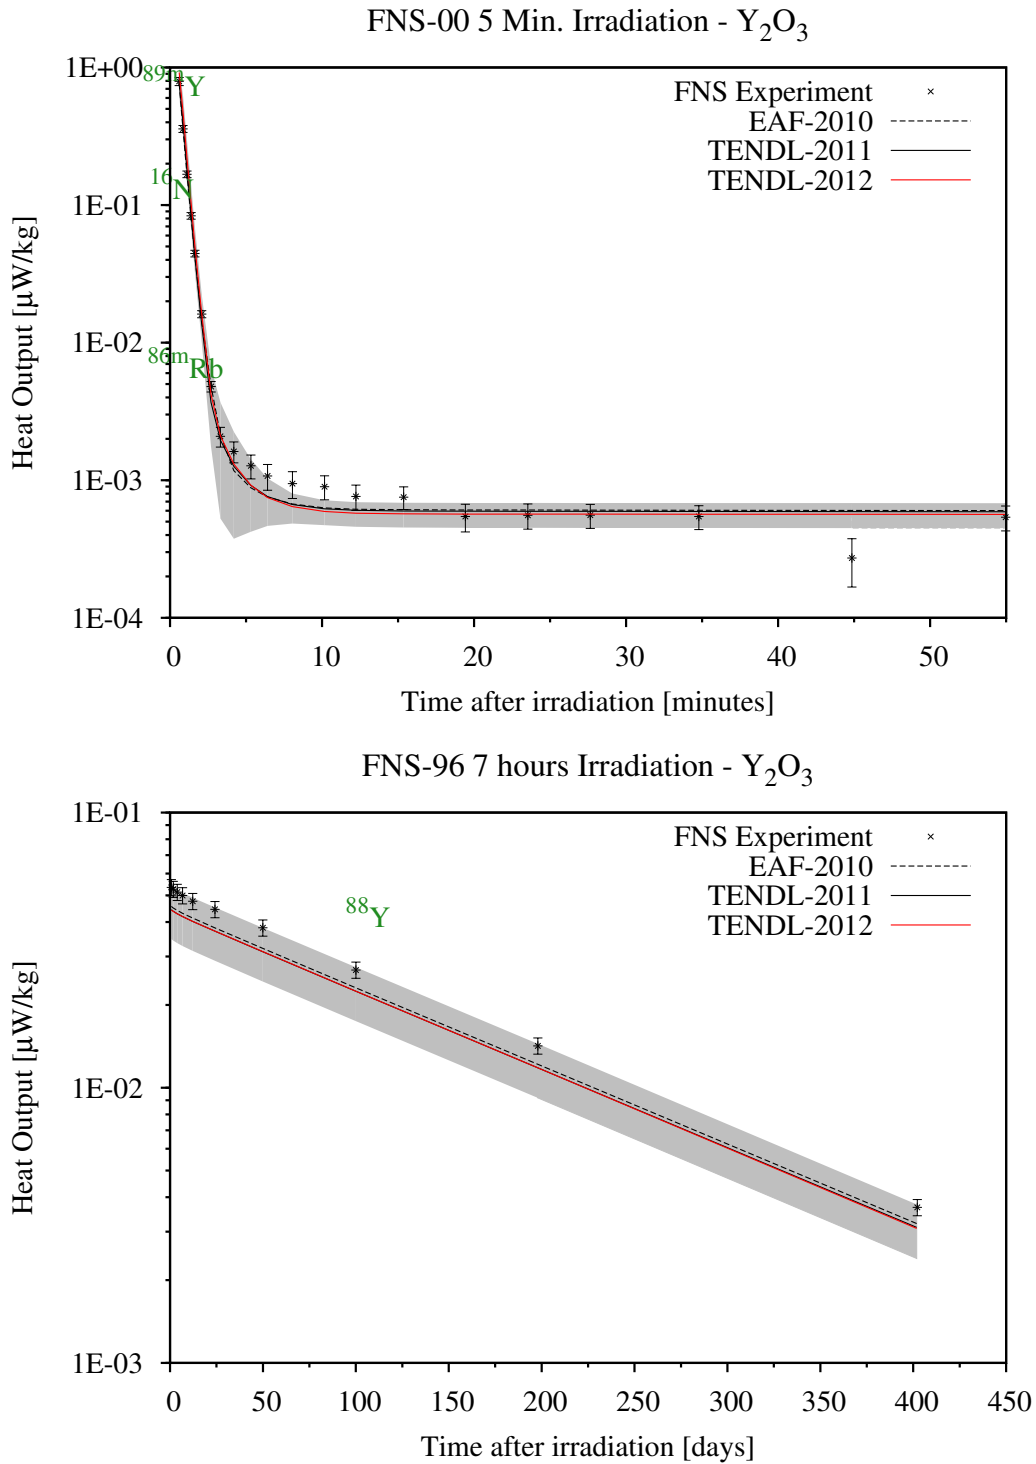 FNS-00 5 Min. Irradiation - Y₂O₃
1E+00
1E-01
1E-02
1E-03
1E-04
Heat Output [µW/kg]
⁸⁹ᵐY
¹⁶N
⁸⁶ᵐRb
FNS Experiment
EAF-2010
TENDL-2011
TENDL-2012
0 10 20 30 40 50
Time after irradiation [minutes]
FNS-96 7 hours Irradiation - Y₂O₃
1E-01
1E-02
1E-03
Heat Output [µW/kg]
⁸⁸Y
FNS Experiment
EAF-2010
TENDL-2011
TENDL-2012
0 50 100 150 200 250 300 350 400 450
Time after irradiation [days]